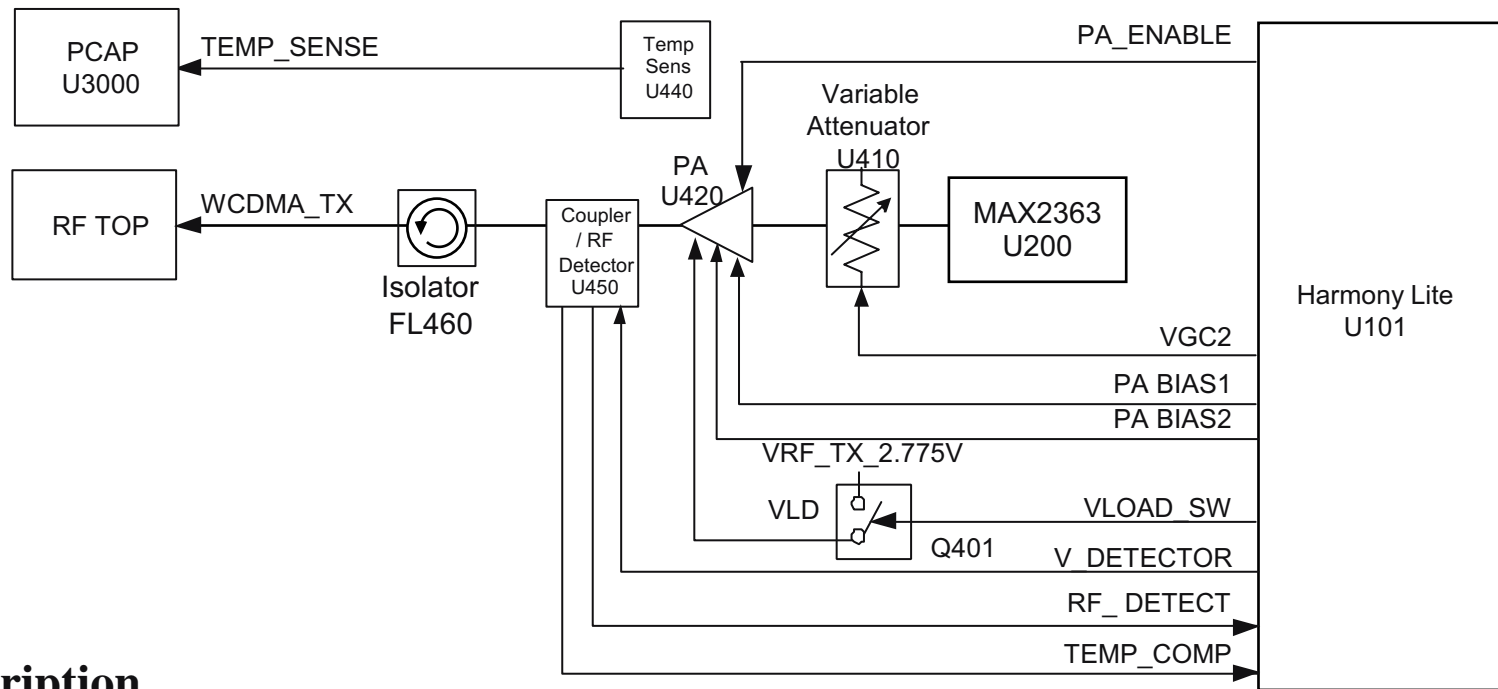 PCAP
U3000
TEMP_SENSE
Temp
Sens
U440
PA_ENABLE
Variable
Attenuator
U410
PA
U420
RF TOP
WCDMA_TX
Isolator
FL460
Coupler
/ RF
Detector
U450
MAX2363
U200
Harmony Lite
U101
VGC2
PA BIAS1
PA BIAS2
VRF_TX_2.775V
VLD
VLOAD_SW
Q401
V_DETECTOR
RF_ DETECT
TEMP_COMP
ription